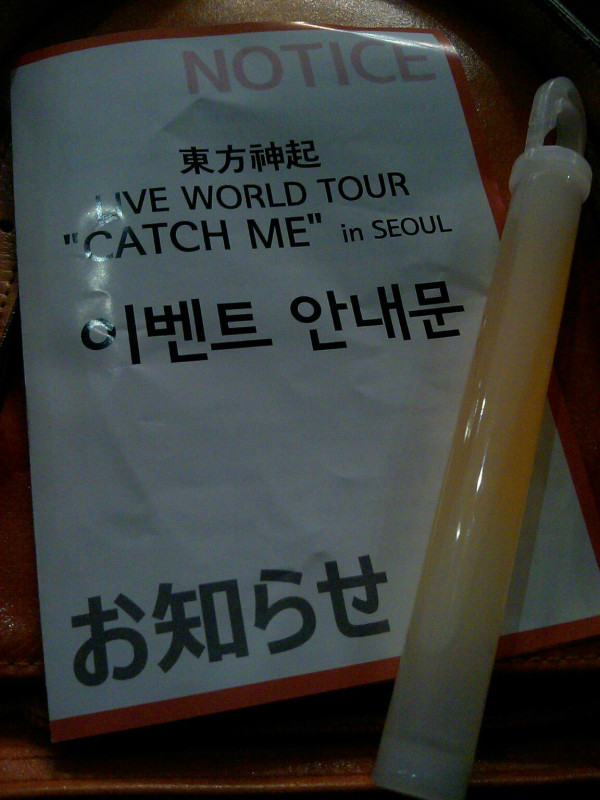 NOTICE
東方神起
LIVE WORLD TOUR
"CATCH ME" in SEOUL
이벤트 안내문
お知らせ